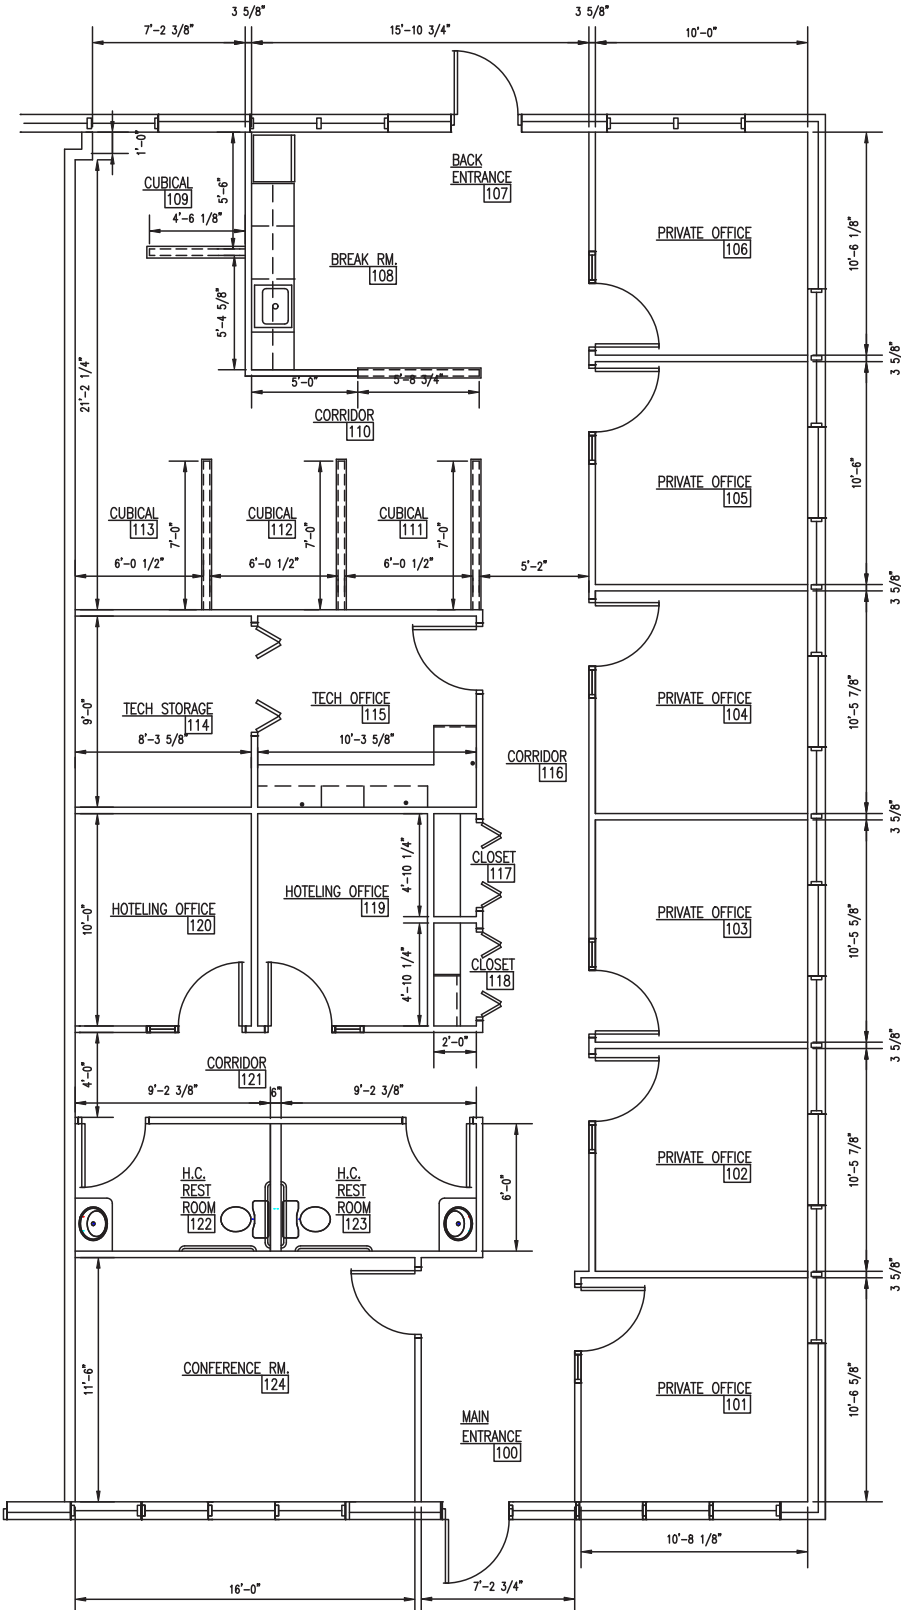 3 5/8"
3 5/8"
7'-2 3/8"
15'-10 3/4"
10'-0"
1'-0"
BACK
ENTRANCE
107
CUBICAL
109
5'-6"
4'-6 1/8"
PRIVATE OFFICE
106
10'-6 1/8"
BREAK RM.
108
5'-4 5/8"
3 5/8"
21'-2 1/4"
5'-0"
5'-8 3/4"
CORRIDOR
110
PRIVATE OFFICE
105
10'-6"
CUBICAL
113
CUBICAL
112
CUBICAL
111
7'-0"
7'-0"
7'-0"
6'-0 1/2"
6'-0 1/2"
6'-0 1/2"
5'-2"
3 5/8"
TECH STORAGE
114
TECH OFFICE
115
PRIVATE OFFICE
104
10'-5 7/8"
9'-0"
8'-3 5/8"
10'-3 5/8"
CORRIDOR
116
3 5/8"
4'-10 1/4"
CLOSET
117
HOTELING OFFICE
119
HOTELING OFFICE
120
10'-0"
PRIVATE OFFICE
103
10'-5 5/8"
4'-10 1/4"
CLOSET
118
2'-0"
3 5/8"
CORRIDOR
121
4'-0"
9'-2 3/8"
6"
9'-2 3/8"
H.C.
REST
ROOM
122
H.C.
REST
ROOM
123
6'-0"
PRIVATE OFFICE
102
10'-5 7/8"
3 5/8"
CONFERENCE RM.
124
11'-6"
PRIVATE OFFICE
101
10'-6 5/8"
MAIN
ENTRANCE
100
10'-8 1/8"
16'-0"
7'-2 3/4"